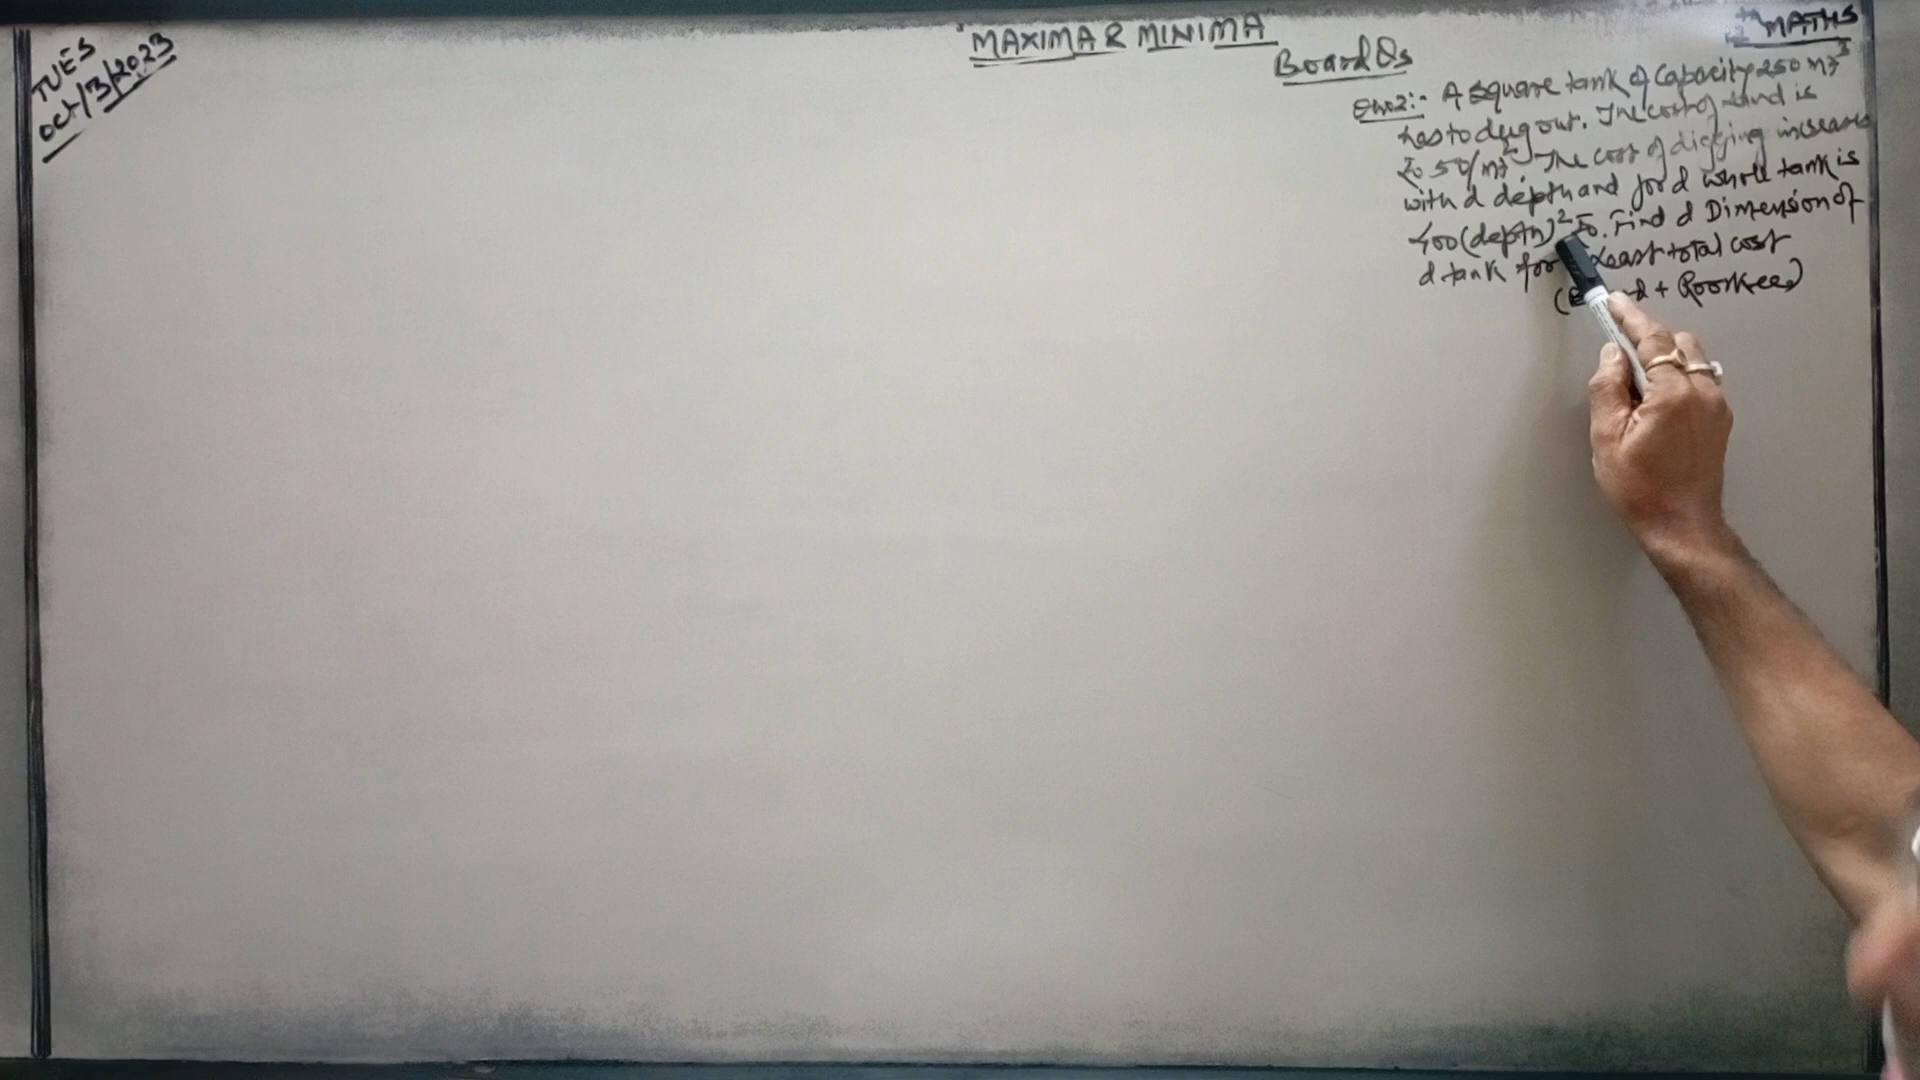 TUES
Oct/3/2023
"MAXIMA & MINIMA"
Board Qs
MATHS
A square tank of Capacity 250 m³
has to dug out. The cost of land is
Rs 50/m². The cost of digging increases
with d depth and for d whole tank is
400(depth)² Rs. Find d Dimension of
d tank for least total cost
+ Roorkee)